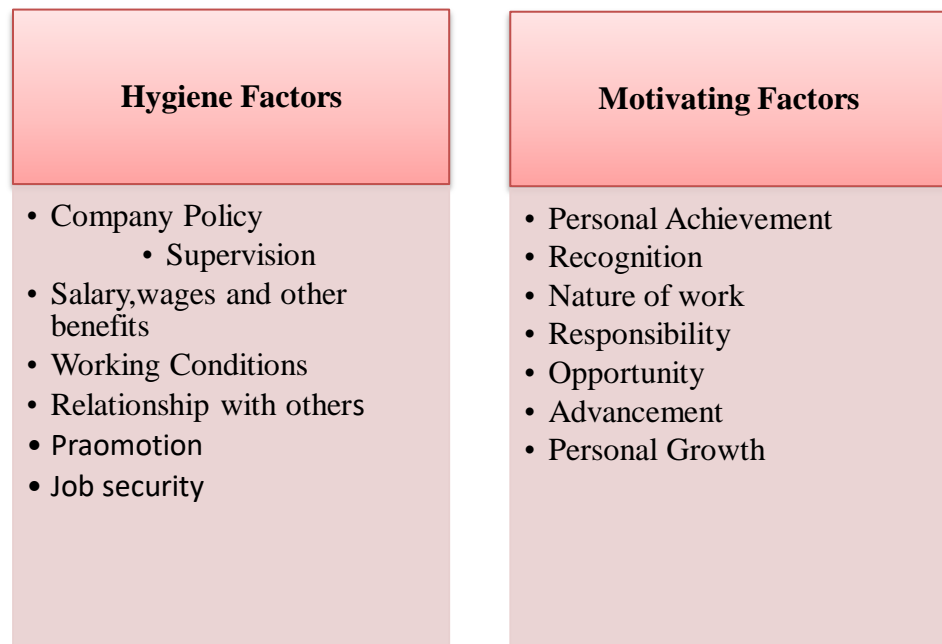 Hygiene Factors
• Company Policy
• Supervision
• Salary,wages and other
benefits
• Working Conditions
• Relationship with others
• Praomotion
• Job security
Motivating Factors
• Personal Achievement
• Recognition
• Nature of work
• Responsibility
• Opportunity
• Advancement
• Personal Growth